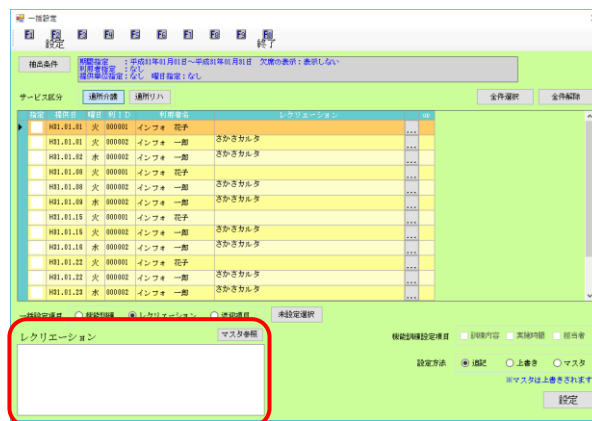 一括設定
F1 F2 F3 F4 F5 F6 F7 F8 F9
設定 終了
抽出条件
期間指定 :平成31年01月01日～平成31年01月31日 欠席の表示:表示しない
利用者指定 :なし
提供単位指定:なし 曜日指定:なし
サービス区分 通所介護 通所リハ 全件選択 全件解除
指定 提供日 曜日 利ID 利用者名 レクリエーション up
H31.01.01 火 000001 インフォ 花子 ...
H31.01.01 火 000002 インフォ 一郎 さかさカルタ ...
H31.01.02 水 000002 インフォ 一郎 さかさカルタ ...
H31.01.08 火 000001 インフォ 花子 ...
H31.01.08 火 000002 インフォ 一郎 さかさカルタ ...
H31.01.09 水 000002 インフォ 一郎 さかさカルタ ...
H31.01.15 火 000001 インフォ 花子 ...
H31.01.15 火 000002 インフォ 一郎 さかさカルタ ...
H31.01.16 水 000002 インフォ 一郎 さかさカルタ ...
H31.01.22 火 000001 インフォ 花子 ...
H31.01.22 火 000002 インフォ 一郎 さかさカルタ ...
H31.01.23 水 000002 インフォ 一郎 さかさカルタ ...
一括設定項目 機能訓練 レクリエーション 送迎項目 未設定選択
レクリエーション マスタ参照
機能訓練設定項目 訓練内容 実施時間 担当者
設定方法 追記 上書き マスタ
※マスタは上書きされます
設定